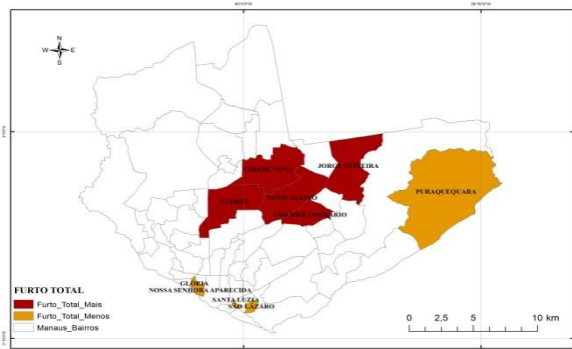 N
W E
S
CIDADE NOVA
JORGE TEIXEIRA
PURAQUEQUARA
FLORES
NOVO ALEIXO
SÃO JOSÉ OPERÁRIO
GLÓRIA
NOSSA SENHORA APARECIDA
SANTA LUZIA
SÃO LÁZARO
FURTO TOTAL
Furto_Total_Mais
Furto_Total_Menos
Manaus_Bairros
0 2,5 5 10 km